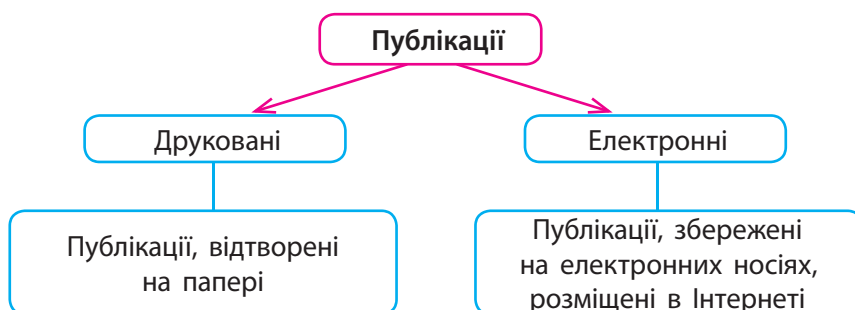 Публікації
Друковані
Електронні
Публікації, відтворені
на папері
Публікації, збережені
на електронних носіях,
розміщені в Інтернеті